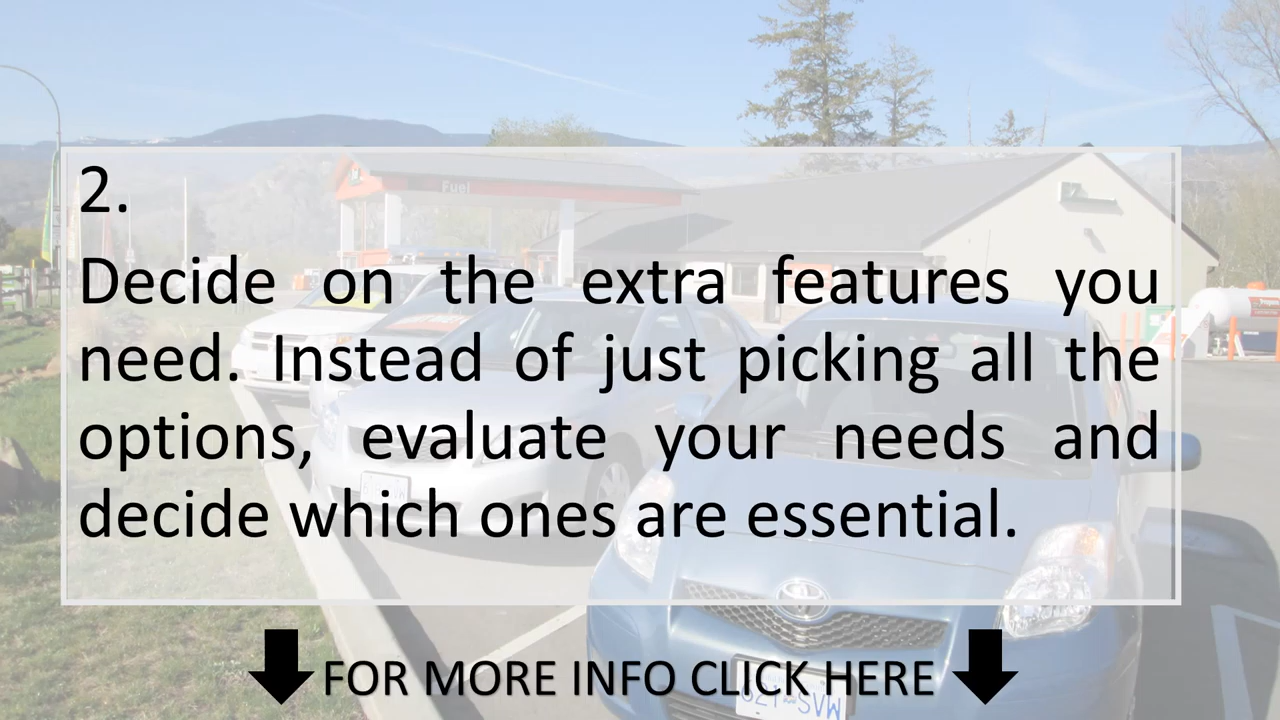 Fuel
2.
Decide on the extra features you
need. Instead of just picking all the
options, evaluate your needs and
decide which ones are essential.
FOR MORE INFO CLICK HERE